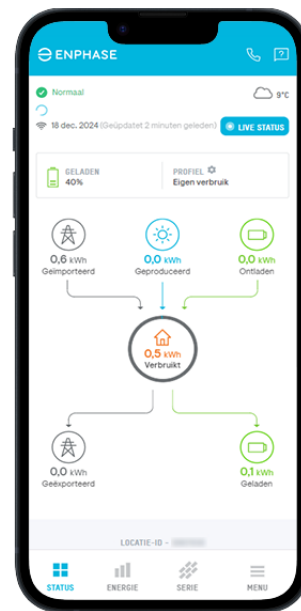 ENPHASE
Normaal
9°C
18 dec. 2024 (Geüpdatet 2 minuten geleden)
LIVE STATUS
GELADEN
40%
PROFIEL
Eigen verbruik
0,6 kWh
Geïmporteerd
0,0 kWh
Geproduceerd
0,0 kWh
Ontladen
0,5 kWh
Verbruikt
0,0 kWh
Geëxporteerd
0,1 kWh
Geladen
LOCATIE-ID -
STATUS
ENERGIE
SERIE
MENU